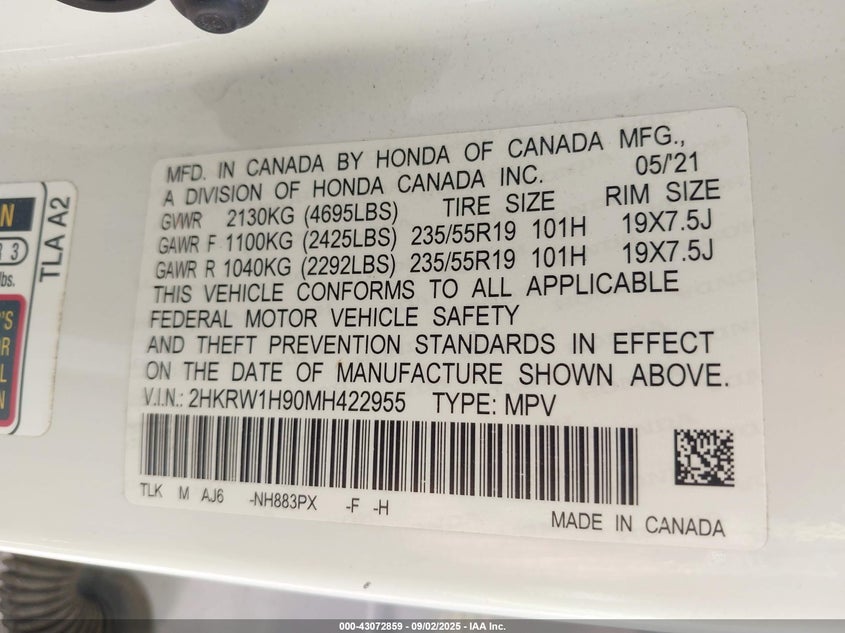 MFD. IN CANADA BY HONDA OF CANADA MFG.,
A DIVISION OF HONDA CANADA INC. 05/'21
GVWR 2130KG (4695LBS) TIRE SIZE RIM SIZE
GAWR F 1100KG (2425LBS) 235/55R19 101H 19X7.5J
GAWR R 1040KG (2292LBS) 235/55R19 101H 19X7.5J
THIS VEHICLE CONFORMS TO ALL APPLICABLE
FEDERAL MOTOR VEHICLE SAFETY
AND THEFT PREVENTION STANDARDS IN EFFECT
ON THE DATE OF MANUFACTURE SHOWN ABOVE.
V.I.N.: 2HKRW1H90MH422955 TYPE: MPV
TLK M AJ6 -NH883PX -F -H
MADE IN CANADA
TLA A2
3
lbs.
000-43072859 - 09/02/2025 - IAA Inc.